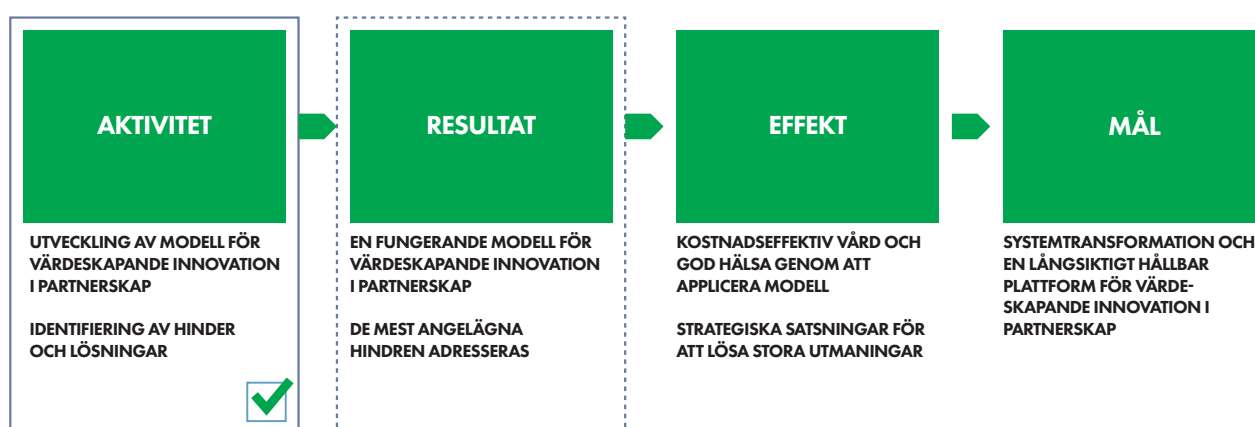 AKTIVITET
UTVECKLING AV MODELL FÖR
VÄRDESKAPANDE INNOVATION
I PARTNERSKAP
IDENTIFIERING AV HINDER
OCH LÖSNINGAR
RESULTAT
EN FUNGERANDE MODELL FÖR
VÄRDESKAPANDE INNOVATION
I PARTNERSKAP
DE MEST ANGELÄGNA
HINDREN ADRESSERAS
EFFEKT
KOSTNADSEFFEKTIV VÅRD OCH
GOD HÄLSA GENOM ATT
APPLICERA MODELL
STRATEGISKA SATSNINGAR FÖR
ATT LÖSA STORA UTMANINGAR
MÅL
SYSTEMTRANSFORMATION OCH
EN LÅNGSIKTIGT HÅLLBAR
PLATTFORM FÖR VÄRDE-
SKAPANDE INNOVATION I
PARTNERSKAP